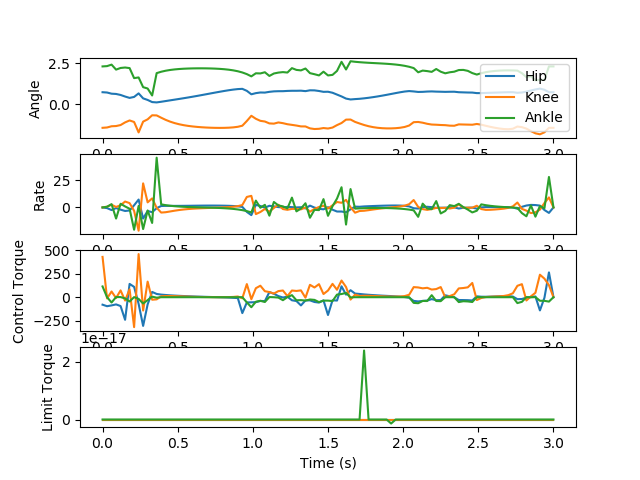 2.5
0.0
Angle
Hip
Knee
Ankle
0.0 0.5 1.0 1.5 2.0 2.5 3.0
25
0
Rate
0.0 0.5 1.0 1.5 2.0 2.5 3.0
500
250
0
−250
Control Torque
0.0 0.5 1.0 1.5 2.0 2.5 3.0
1e−17
2
0
Limit Torque
0.0 0.5 1.0 1.5 2.0 2.5 3.0
Time (s)